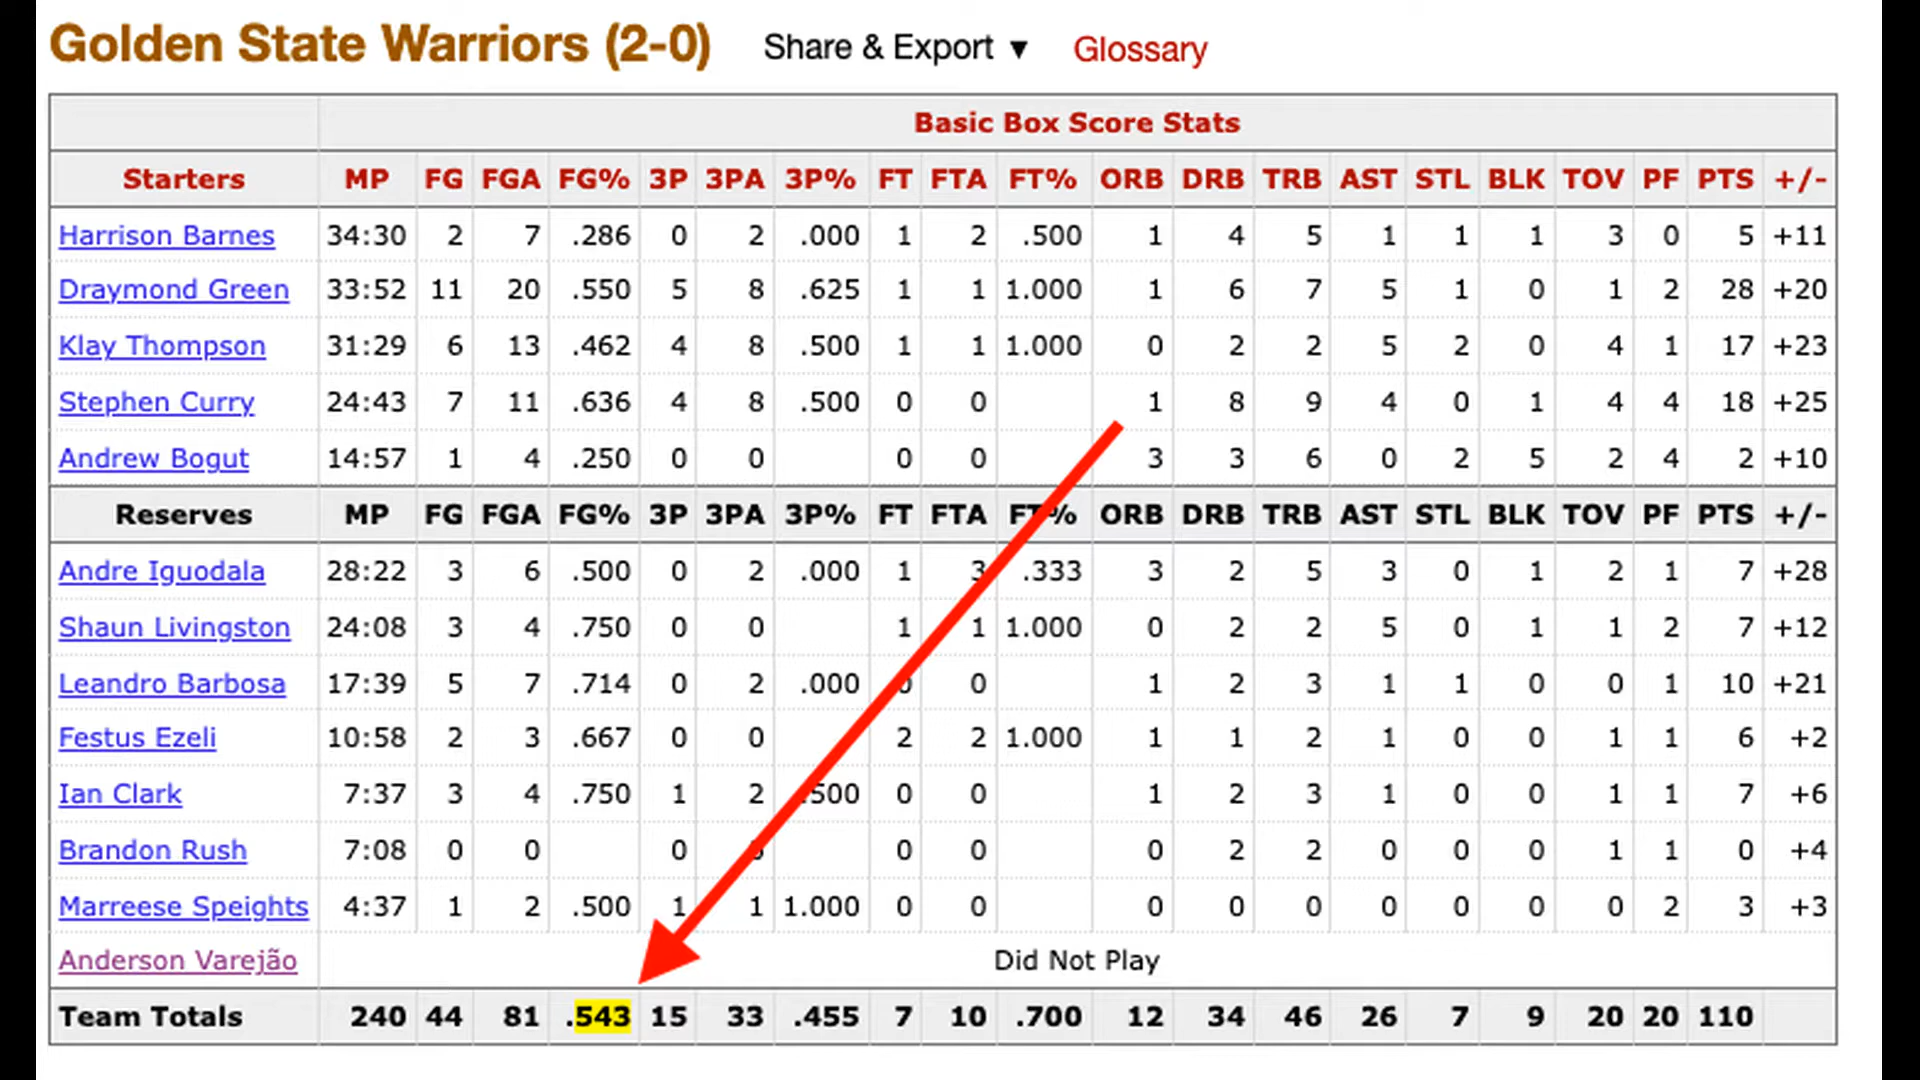 Golden State Warriors (2-0) Share & Export ▼ Glossary
Basic Box Score Stats
Starters MP FG FGA FG% 3P 3PA 3P% FT FTA FT% ORB DRB TRB AST STL BLK TOV PF PTS +/-
Harrison Barnes 34:30 2 7 .286 0 2 .000 1 2 .500 1 4 5 1 1 1 3 0 5 +11
Draymond Green 33:52 11 20 .550 5 8 .625 1 1 1.000 1 6 7 5 1 0 1 2 28 +20
Klay Thompson 31:29 6 13 .462 4 8 .500 1 1 1.000 0 2 2 5 2 0 4 1 17 +23
Stephen Curry 24:43 7 11 .636 4 8 .500 0 0 1 8 9 4 0 1 4 4 18 +25
Andrew Bogut 14:57 1 4 .250 0 0 0 0 3 3 6 0 2 5 2 4 2 +10
Reserves MP FG FGA FG% 3P 3PA 3P% FT FTA FT% ORB DRB TRB AST STL BLK TOV PF PTS +/-
Andre Iguodala 28:22 3 6 .500 0 2 .000 1 3 .333 3 2 5 3 0 1 2 1 7 +28
Shaun Livingston 24:08 3 4 .750 0 0 1 1 1.000 0 2 2 5 0 1 1 2 7 +12
Leandro Barbosa 17:39 5 7 .714 0 2 .000 0 0 1 2 3 1 1 0 0 1 10 +21
Festus Ezeli 10:58 2 3 .667 0 0 2 2 1.000 1 1 2 1 0 0 1 1 6 +2
Ian Clark 7:37 3 4 .750 1 2 .500 0 0 1 2 3 1 0 0 1 1 7 +6
Brandon Rush 7:08 0 0 0 0 0 0 0 2 2 0 0 0 1 1 0 +4
Marreese Speights 4:37 1 2 .500 1 1 1.000 0 0 0 0 0 0 0 0 0 2 3 +3
Anderson Varejão Did Not Play
Team Totals 240 44 81 .543 15 33 .455 7 10 .700 12 34 46 26 7 9 20 20 110